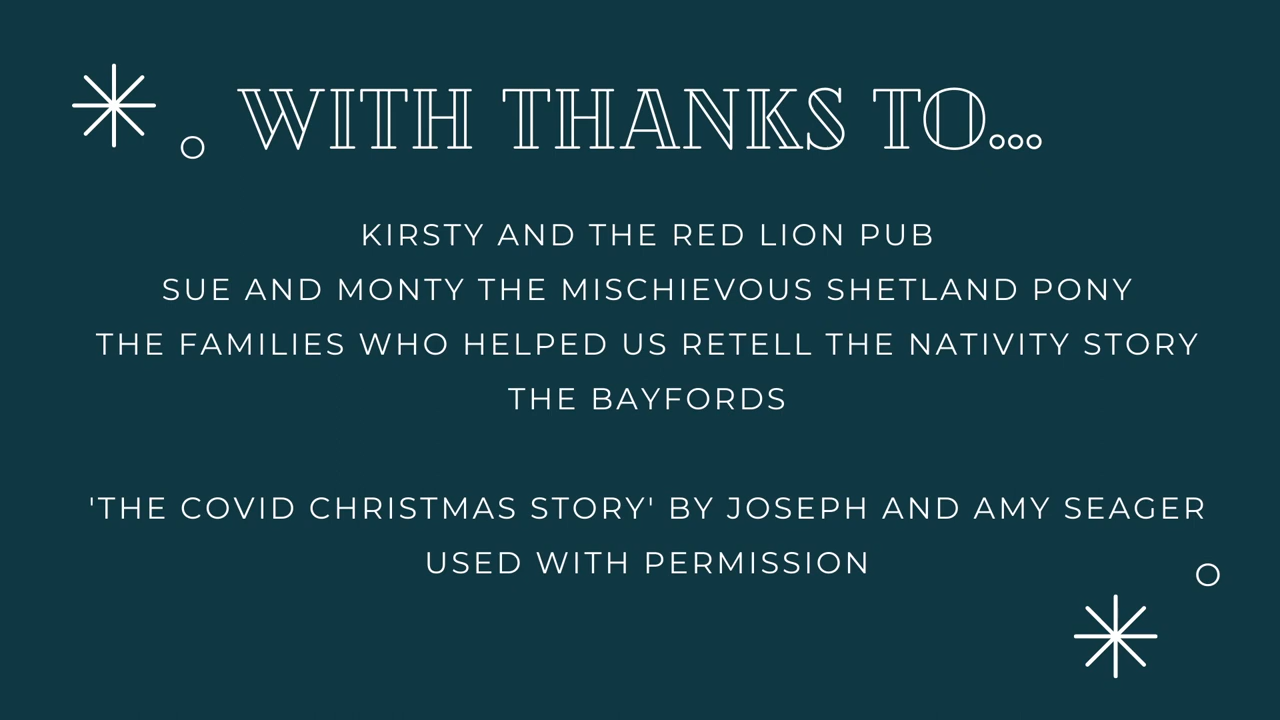 WITH THANKS TO...
KIRSTY AND THE RED LION PUB
SUE AND MONTY THE MISCHIEVOUS SHETLAND PONY
THE FAMILIES WHO HELPED US RETELL THE NATIVITY STORY
THE BAYFORDS
'THE COVID CHRISTMAS STORY' BY JOSEPH AND AMY SEAGER
USED WITH PERMISSION